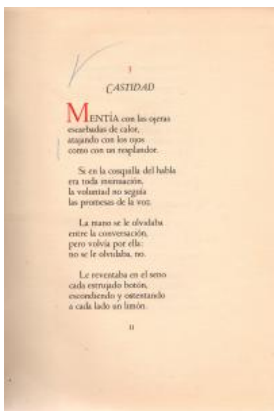 3
CASTIDAD
MENTÍA con las ojeras
escarbadas de calor,
atajando con los ojos
como con un resplandor.
Si en la cosquilla del habla
era toda insinuación,
la voluntad no seguía
las promesas de la voz.
La mano se le olvidaba
entre la conversación,
pero volvía por ella:
no se le olvidaba, no.
Le reventaba en el seno
cada estrujado botón,
escondiendo y ostentando
a cada lado un limón.
11